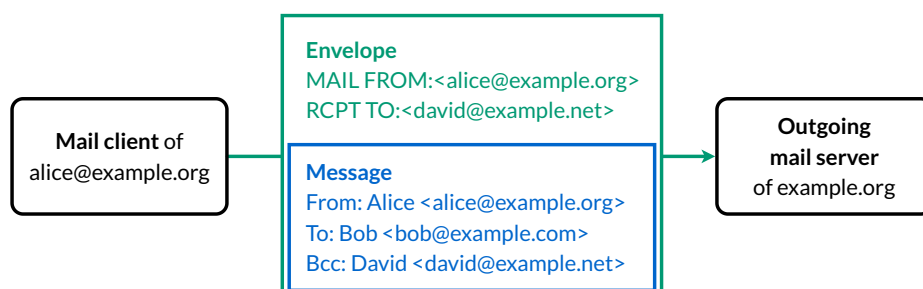 Mail client of
alice@example.org
Envelope
MAIL FROM:<alice@example.org>
RCPT TO:<david@example.net>
Message
From: Alice <alice@example.org>
To: Bob <bob@example.com>
Bcc: David <david@example.net>
Outgoing
mail server
of example.org